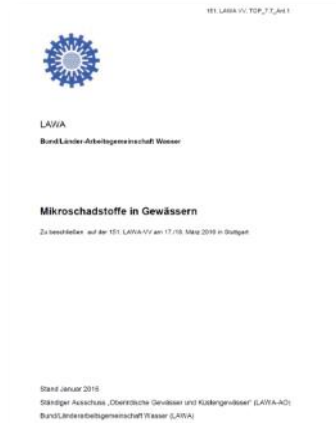 151. LAWA-VV, TOP_7.7_Anl.1
LAWA
Bund/Länder-Arbeitsgemeinschaft Wasser
Mikroschadstoffe in Gewässern
Zu beschließen auf der 151. LAWA-VV am 17./18. März 2016 in Stuttgart
Stand Januar 2016
Ständiger Ausschuss „Oberirdische Gewässer und Küstengewässer“ (LAWA-AO)
Bund/Länderarbeitsgemeinschaft Wasser (LAWA)